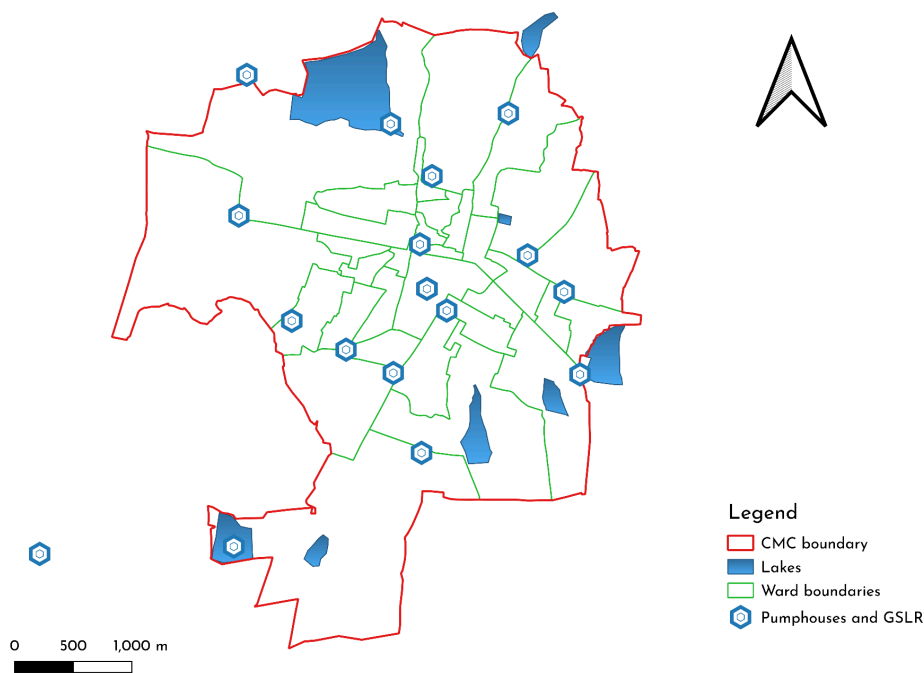 Legend
CMC boundary
Lakes
Ward boundaries
Pumphouses and GSLR
0 500 1,000 m